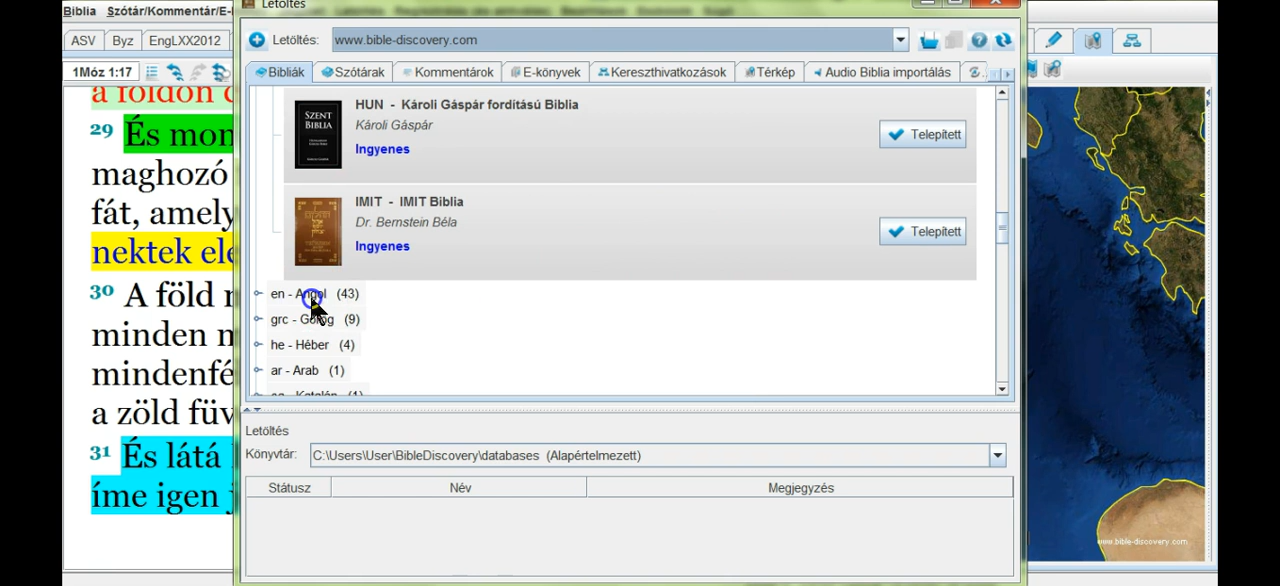 Letöltés
Biblia Szótár/Kommentár/E-
ASV Byz EngLXX2012
Letöltés: www.bible-discovery.com
1Móz 1:17
Bibliák Szótárak Kommentárok E-könyvek Kereszthivatkozások Térkép Audio Biblia importálás
a földön
29 És mon
maghozó
fát, amely
nektek ele
30 A föld
minden
mindenfé
a zöld füv
31 És látá
íme igen
HUN - Károli Gáspár fordítású Biblia
Károli Gáspár
Ingyenes
Telepített
SZENT
BIBLIA
IMIT - IMIT Biblia
Dr. Bernstein Béla
Ingyenes
Telepített
en - Angol (43)
grc - Görög (9)
he - Héber (4)
ar - Arab (1)
ca - Katalán (1)
Letöltés
Könyvtár: C:\Users\User\BibleDiscovery\databases (Alapértelmezett)
Státusz Név Megjegyzés
www.bible-discovery.com